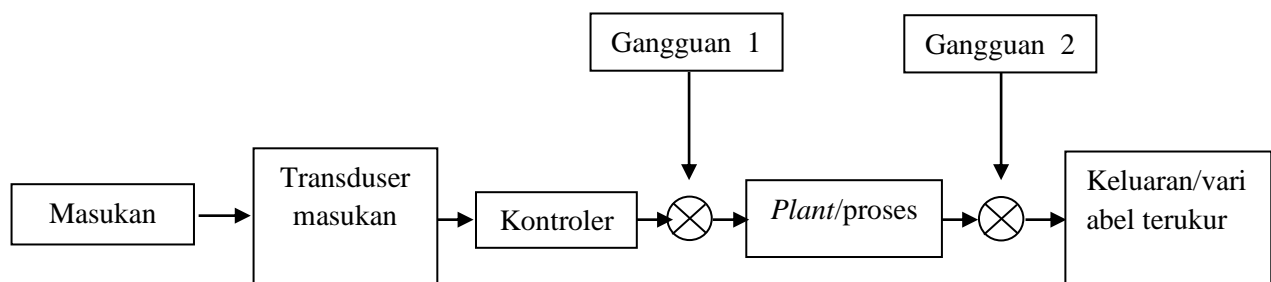 Gangguan 1
Gangguan 2
Masukan
Transduser
masukan
Kontroler
Plant/proses
Keluaran/vari
abel terukur